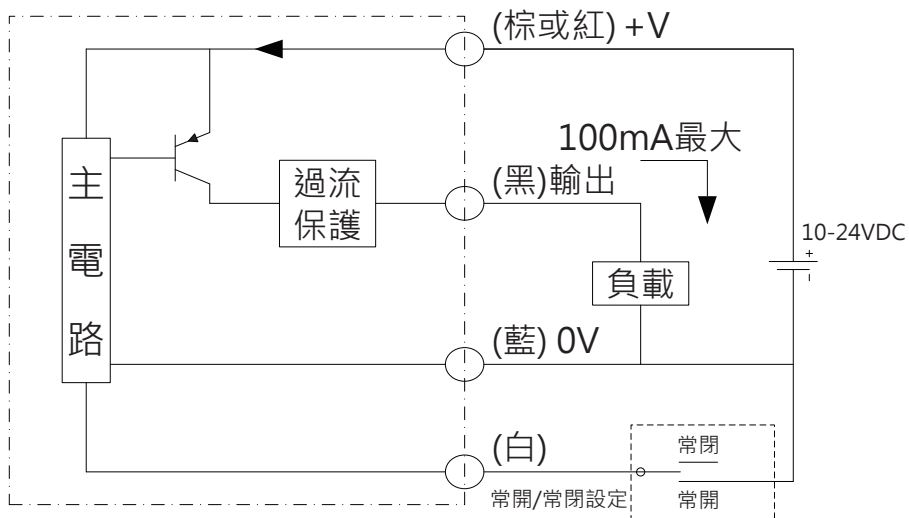 (棕或紅) +V
100mA最大
主電路
過流
保護
(黑)輸出
10-24VDC
+
-
負載
(藍) 0V
(白)
常開/常閉設定
常閉
常開